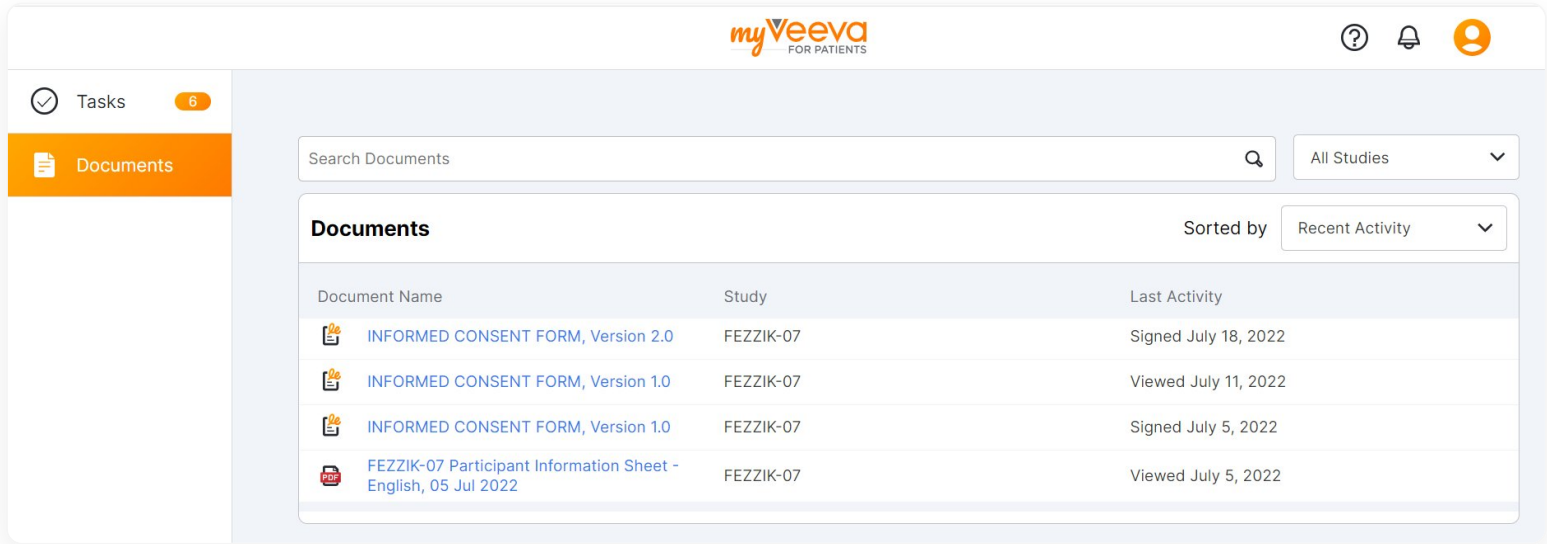 myVeeva
FOR PATIENTS
Tasks 6
Documents
Search Documents
All Studies
Documents
Sorted by Recent Activity
Document Name Study Last Activity
INFORMED CONSENT FORM, Version 2.0 FEZZIK-07 Signed July 18, 2022
INFORMED CONSENT FORM, Version 1.0 FEZZIK-07 Viewed July 11, 2022
INFORMED CONSENT FORM, Version 1.0 FEZZIK-07 Signed July 5, 2022
PDF FEZZIK-07 Participant Information Sheet -
English, 05 Jul 2022 FEZZIK-07 Viewed July 5, 2022